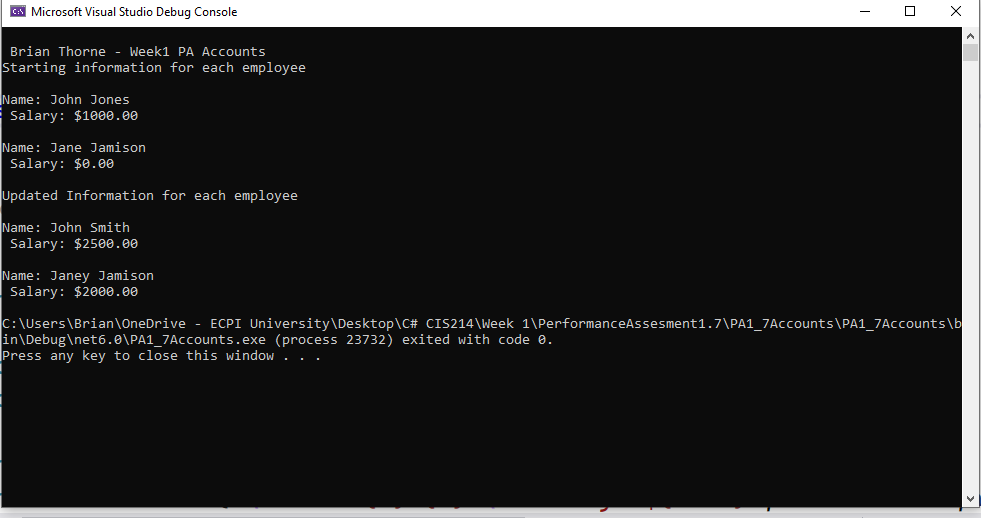 Microsoft Visual Studio Debug Console
Brian Thorne - Week1 PA Accounts
Starting information for each employee
Name: John Jones
Salary: $1000.00
Name: Jane Jamison
Salary: $0.00
Updated Information for each employee
Name: John Smith
Salary: $2500.00
Name: Janey Jamison
Salary: $2000.00
C:\Users\Brian\OneDrive - ECPI University\Desktop\C# CIS214\Week 1\PerformanceAssesment1.7\PA1_7Accounts\PA1_7Accounts\b
in\Debug\net6.0\PA1_7Accounts.exe (process 23732) exited with code 0.
Press any key to close this window . . .